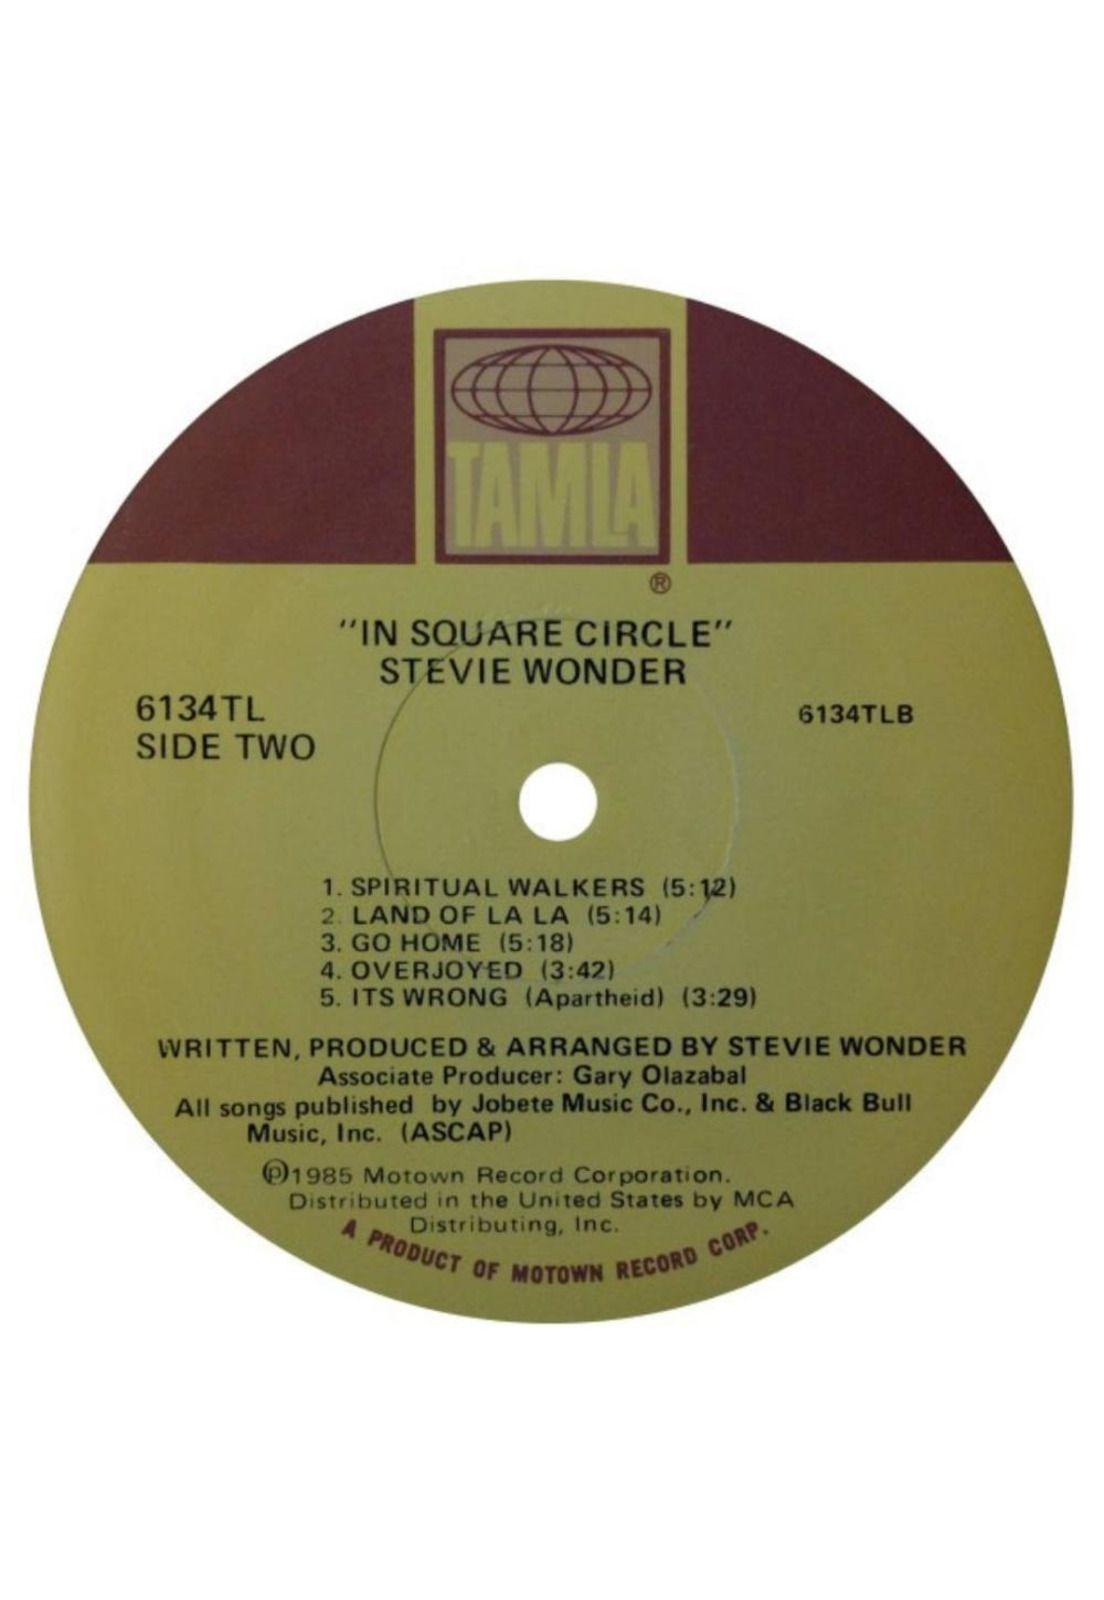 TAMLA
®
"IN SQUARE CIRCLE"
STEVIE WONDER
6134TL
SIDE TWO
6134TLB
1. SPIRITUAL WALKERS (5:12)
2. LAND OF LA LA (5:14)
3. GO HOME (5:18)
4. OVERJOYED (3:42)
5. ITS WRONG (Apartheid) (3:29)
WRITTEN, PRODUCED & ARRANGED BY STEVIE WONDER
Associate Producer: Gary Olazabal
All songs published by Jobete Music Co., Inc. & Black Bull
Music, Inc. (ASCAP)
℗1985 Motown Record Corporation.
Distributed in the United States by MCA
Distributing, Inc.
A PRODUCT OF MOTOWN RECORD CORP.